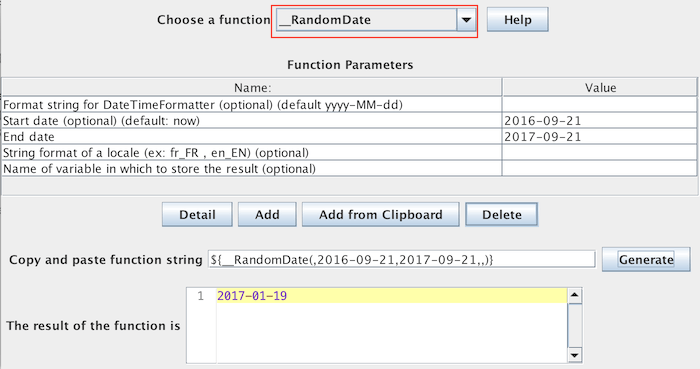 Choose a function __RandomDate Help
Function Parameters
Name: Value
Format string for DateTimeFormatter (optional) (default yyyy-MM-dd)
Start date (optional) (default: now) 2016-09-21
End date 2017-09-21
String format of a locale (ex: fr_FR , en_EN) (optional)
Name of variable in which to store the result (optional)
Detail Add Add from Clipboard Delete
Copy and paste function string ${__RandomDate(,2016-09-21,2017-09-21,,)} Generate
1 2017-01-19
The result of the function is